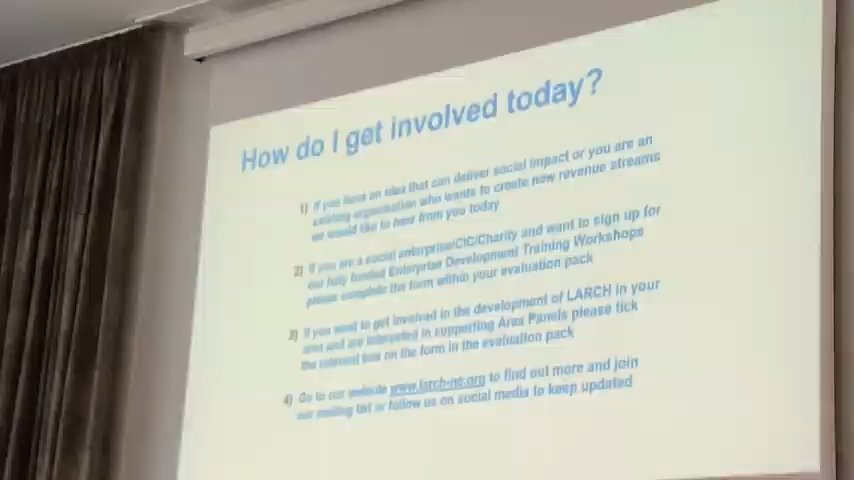 How do I get involved today?
1) If you have an idea that can deliver social impact or you are an
existing organisation who wants to create new revenue streams
we would like to hear from you today
2) If you are a social enterprise/CIC/Charity and want to sign up for
our fully funded Enterprise Development Training Workshops
please complete the form within your evaluation pack
3) If you want to get involved in the development of LARCH in your
area and are interested in supporting Area Panels please tick
the relevant box on the form in the evaluation pack
4) Go to our website www.larch-ne.org to find out more and join
our mailing list or follow us on social media to keep updated